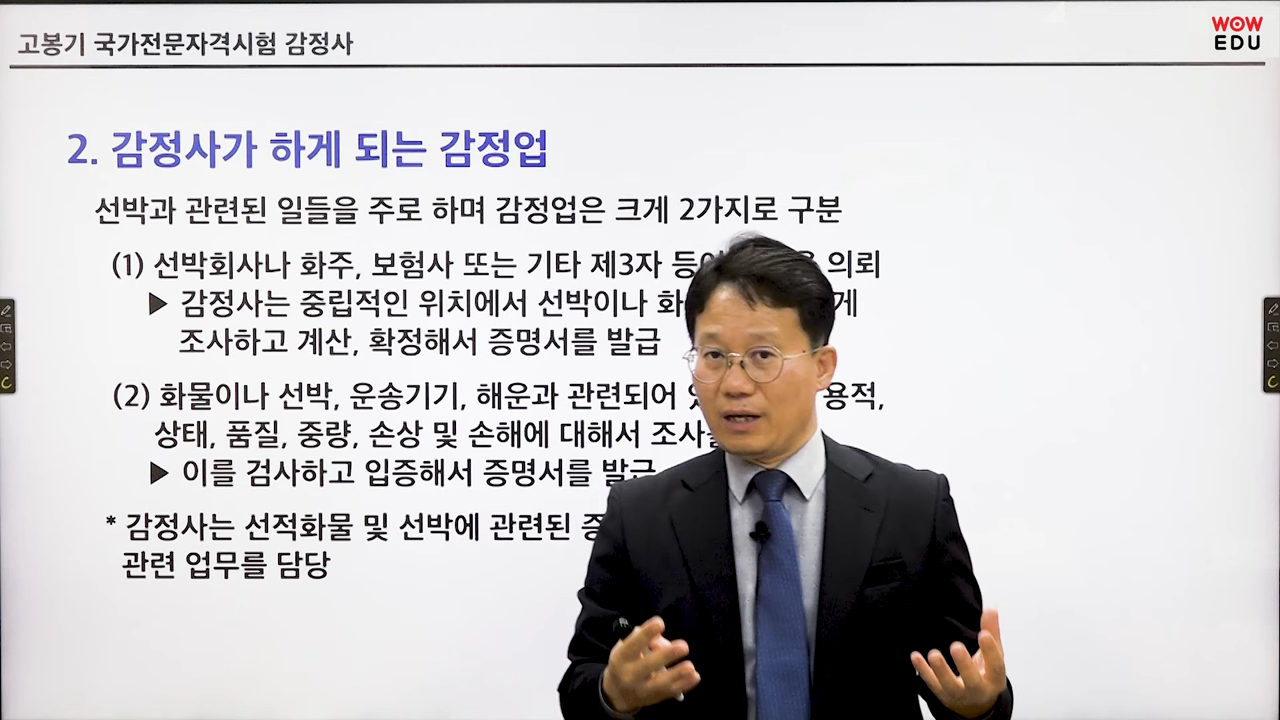 고봉기 국가전문자격시험 감정사
WOW
EDU
2. 감정사가 하게 되는 감정업
선박과 관련된 일들을 주로 하며 감정업은 크게 2가지로 구분
(1) 선박회사나 화주, 보험사 또는 기타 제3자 등이 의뢰
▶ 감정사는 중립적인 위치에서 선박이나 게
조사하고 계산, 확정해서 증명서를 발급
(2) 화물이나 선박, 운송기기, 해운과 관련되어 용적,
상태, 품질, 중량, 손상 및 손해에 대해서
▶ 이를 검사하고 입증해서 증명서를 발급
* 감정사는 선적화물 및 선박에 관련된
관련 업무를 담당